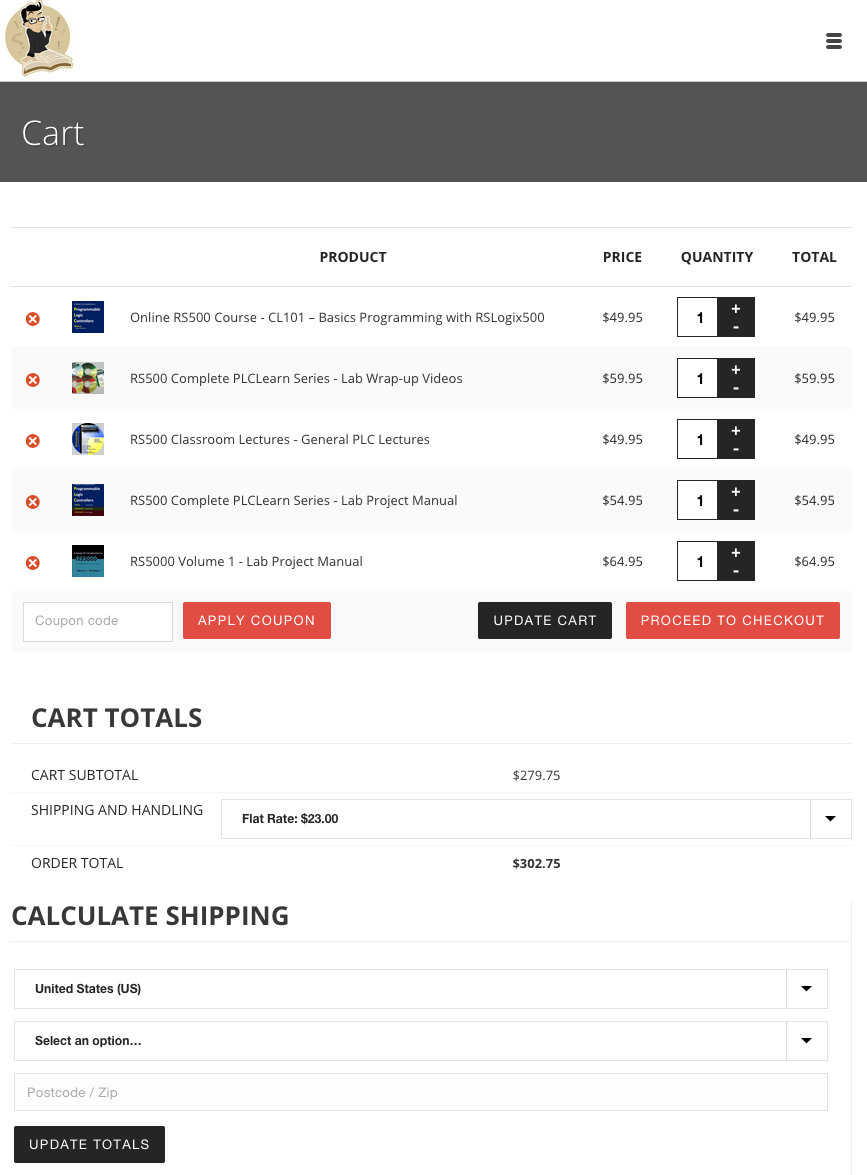 Cart
PRODUCT PRICE QUANTITY TOTAL
Online RS500 Course - CL101 – Basics Programming with RSLogix500 $49.95 1 + - $49.95
RS500 Complete PLCLearn Series - Lab Wrap-up Videos $59.95 1 + - $59.95
RS500 Classroom Lectures - General PLC Lectures $49.95 1 + - $49.95
Programmable
Logic
Controllers
RS500 Complete PLCLearn Series - Lab Project Manual $54.95 1 + - $54.95
RS5000 Volume 1 - Lab Project Manual $64.95 1 + - $64.95
Coupon code APPLY COUPON UPDATE CART PROCEED TO CHECKOUT
CART TOTALS
CART SUBTOTAL $279.75
SHIPPING AND HANDLING Flat Rate: $23.00
ORDER TOTAL $302.75
CALCULATE SHIPPING
United States (US)
Select an option...
Postcode / Zip
UPDATE TOTALS